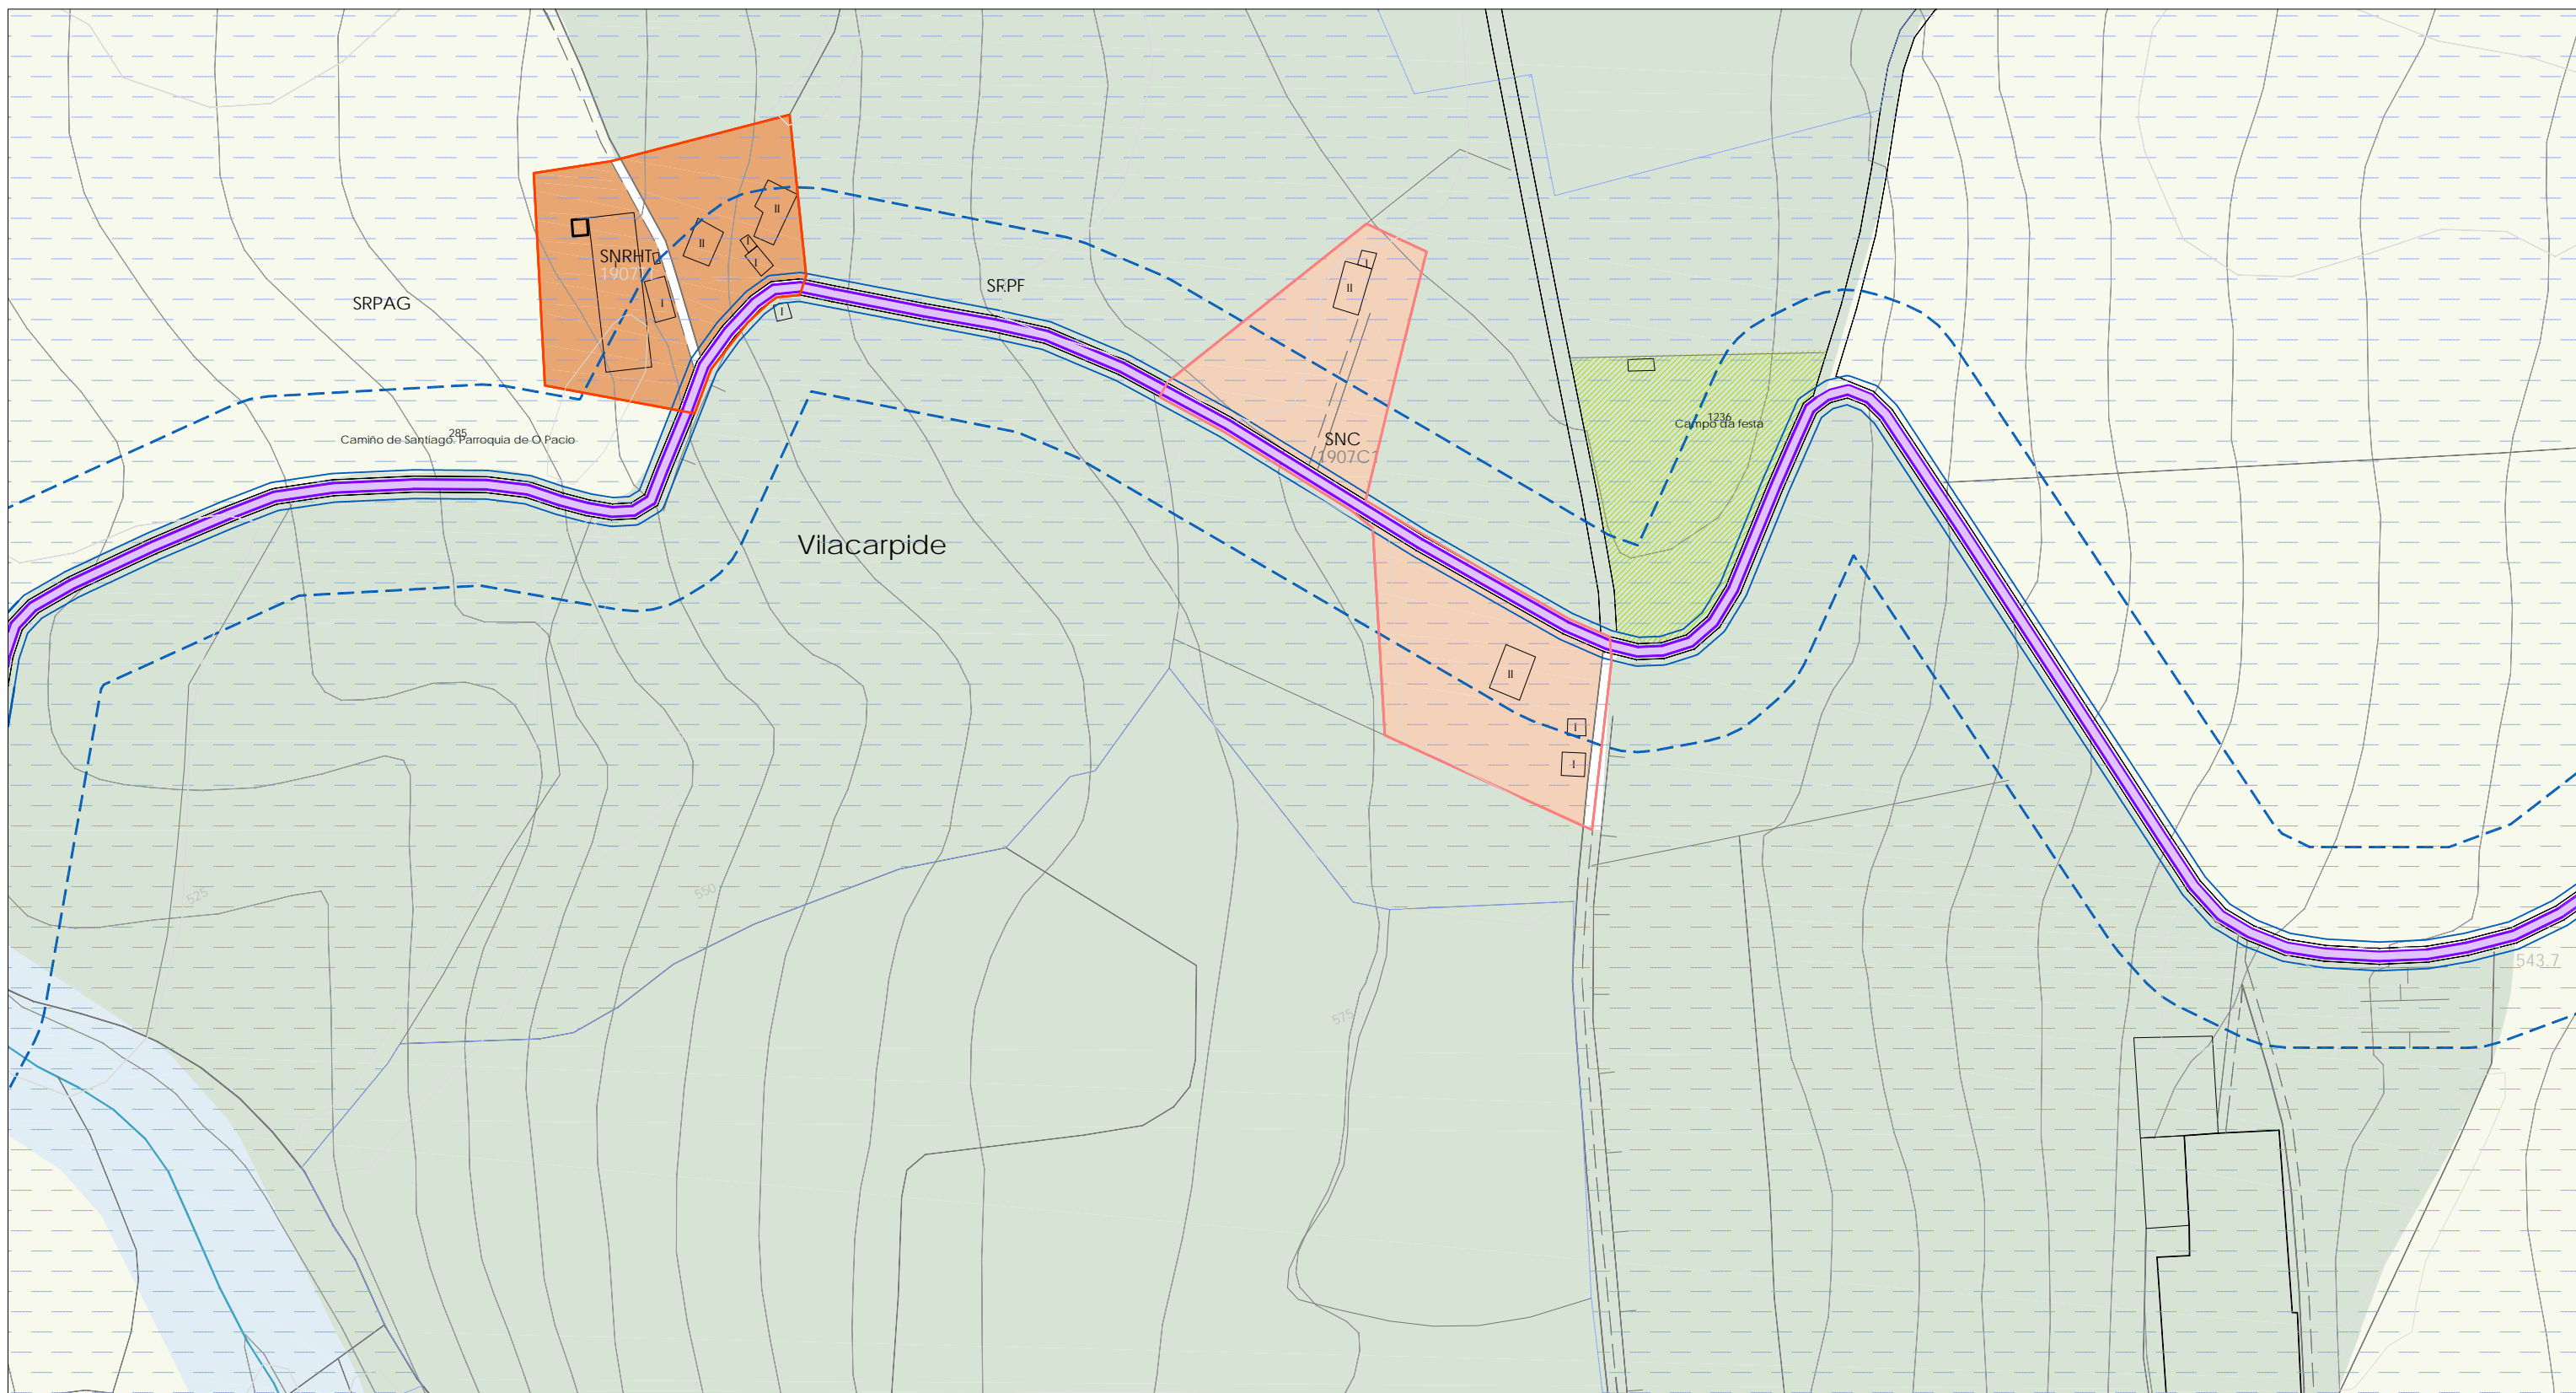 II
II
I
I
SNRHT
I
SRPAG
I
I
SRPF
I
II
1236
Campo da festa
285
Camiño de Santiago. Parroquia de O Pacio
SNC
1907C1
Vilacarpide
II
I
I
525
550
543.7
575